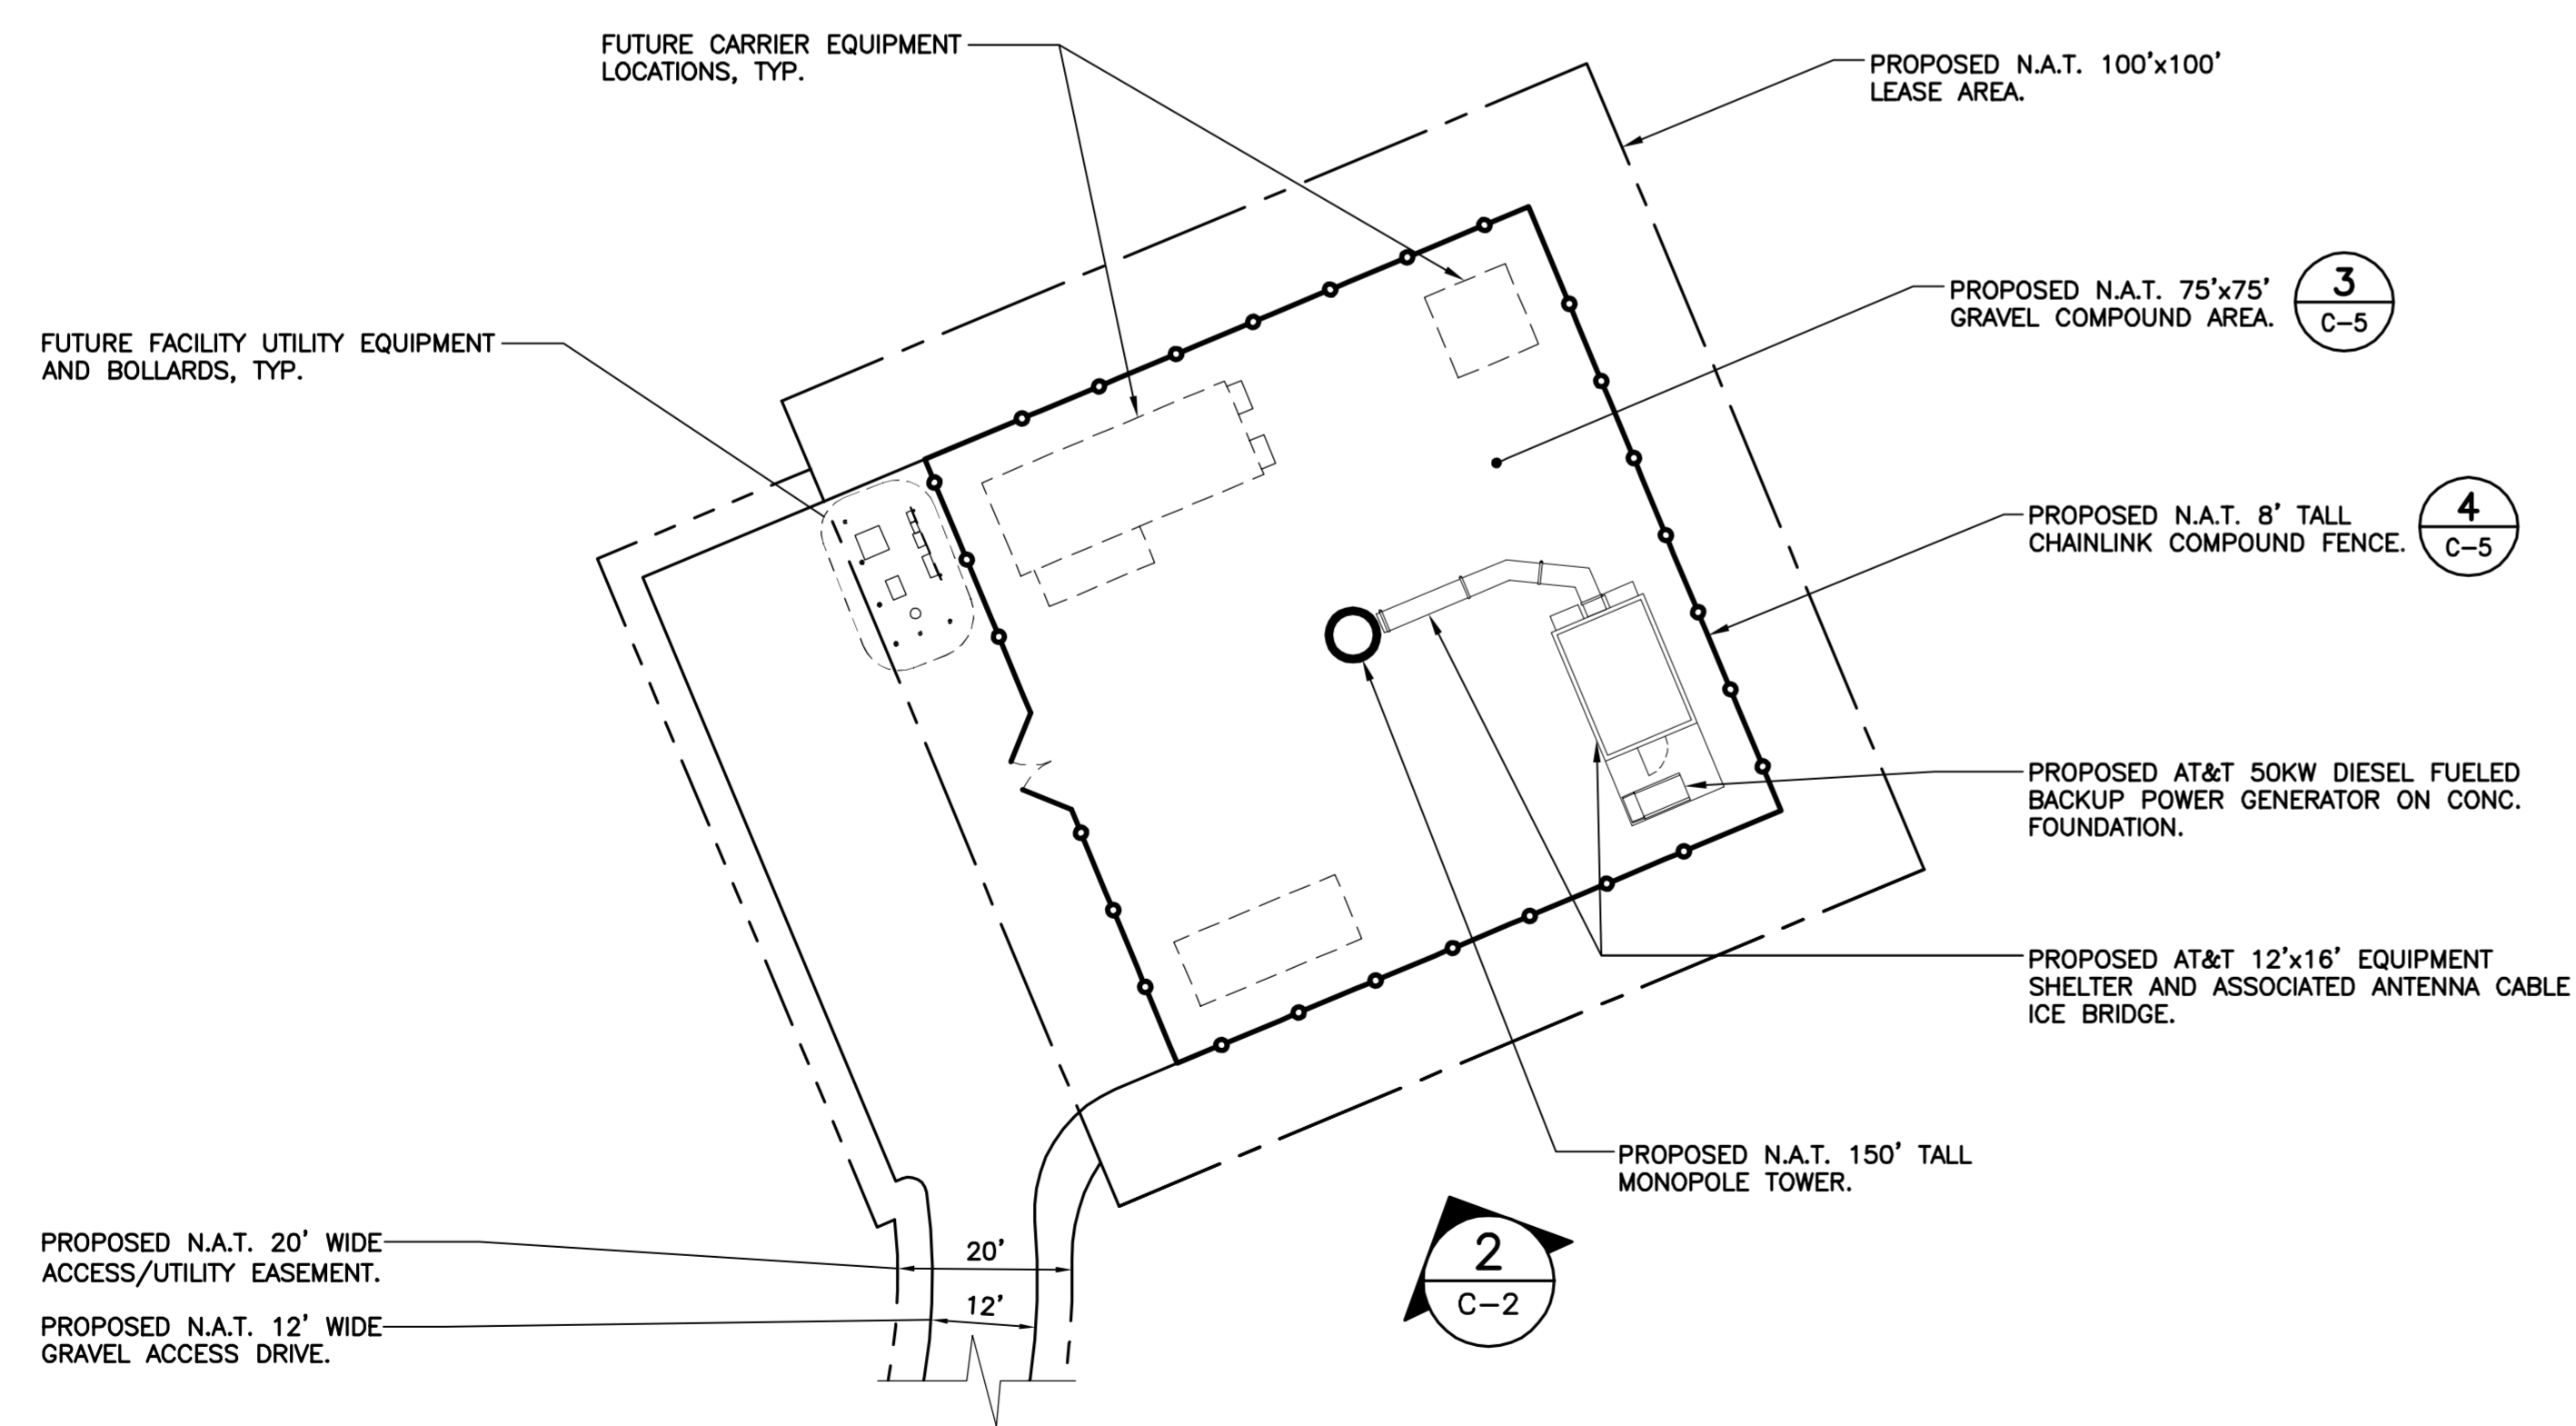 FUTURE CARRIER EQUIPMENT
LOCATIONS, TYP.
PROPOSED N.A.T. 100'x100'
LEASE AREA.
PROPOSED N.A.T. 75'x75'
GRAVEL COMPOUND AREA.
3
C-5
FUTURE FACILITY UTILITY EQUIPMENT
AND BOLLARDS, TYP.
PROPOSED N.A.T. 8' TALL
CHAINLINK COMPOUND FENCE.
4
C-5
PROPOSED AT&T 50KW DIESEL FUELED
BACKUP POWER GENERATOR ON CONC.
FOUNDATION.
PROPOSED AT&T 12'x16' EQUIPMENT
SHELTER AND ASSOCIATED ANTENNA CABLE
ICE BRIDGE.
PROPOSED N.A.T. 150' TALL
MONOPOLE TOWER.
2
C-2
PROPOSED N.A.T. 20' WIDE
ACCESS/UTILITY EASEMENT.
20'
PROPOSED N.A.T. 12' WIDE
GRAVEL ACCESS DRIVE.
12'